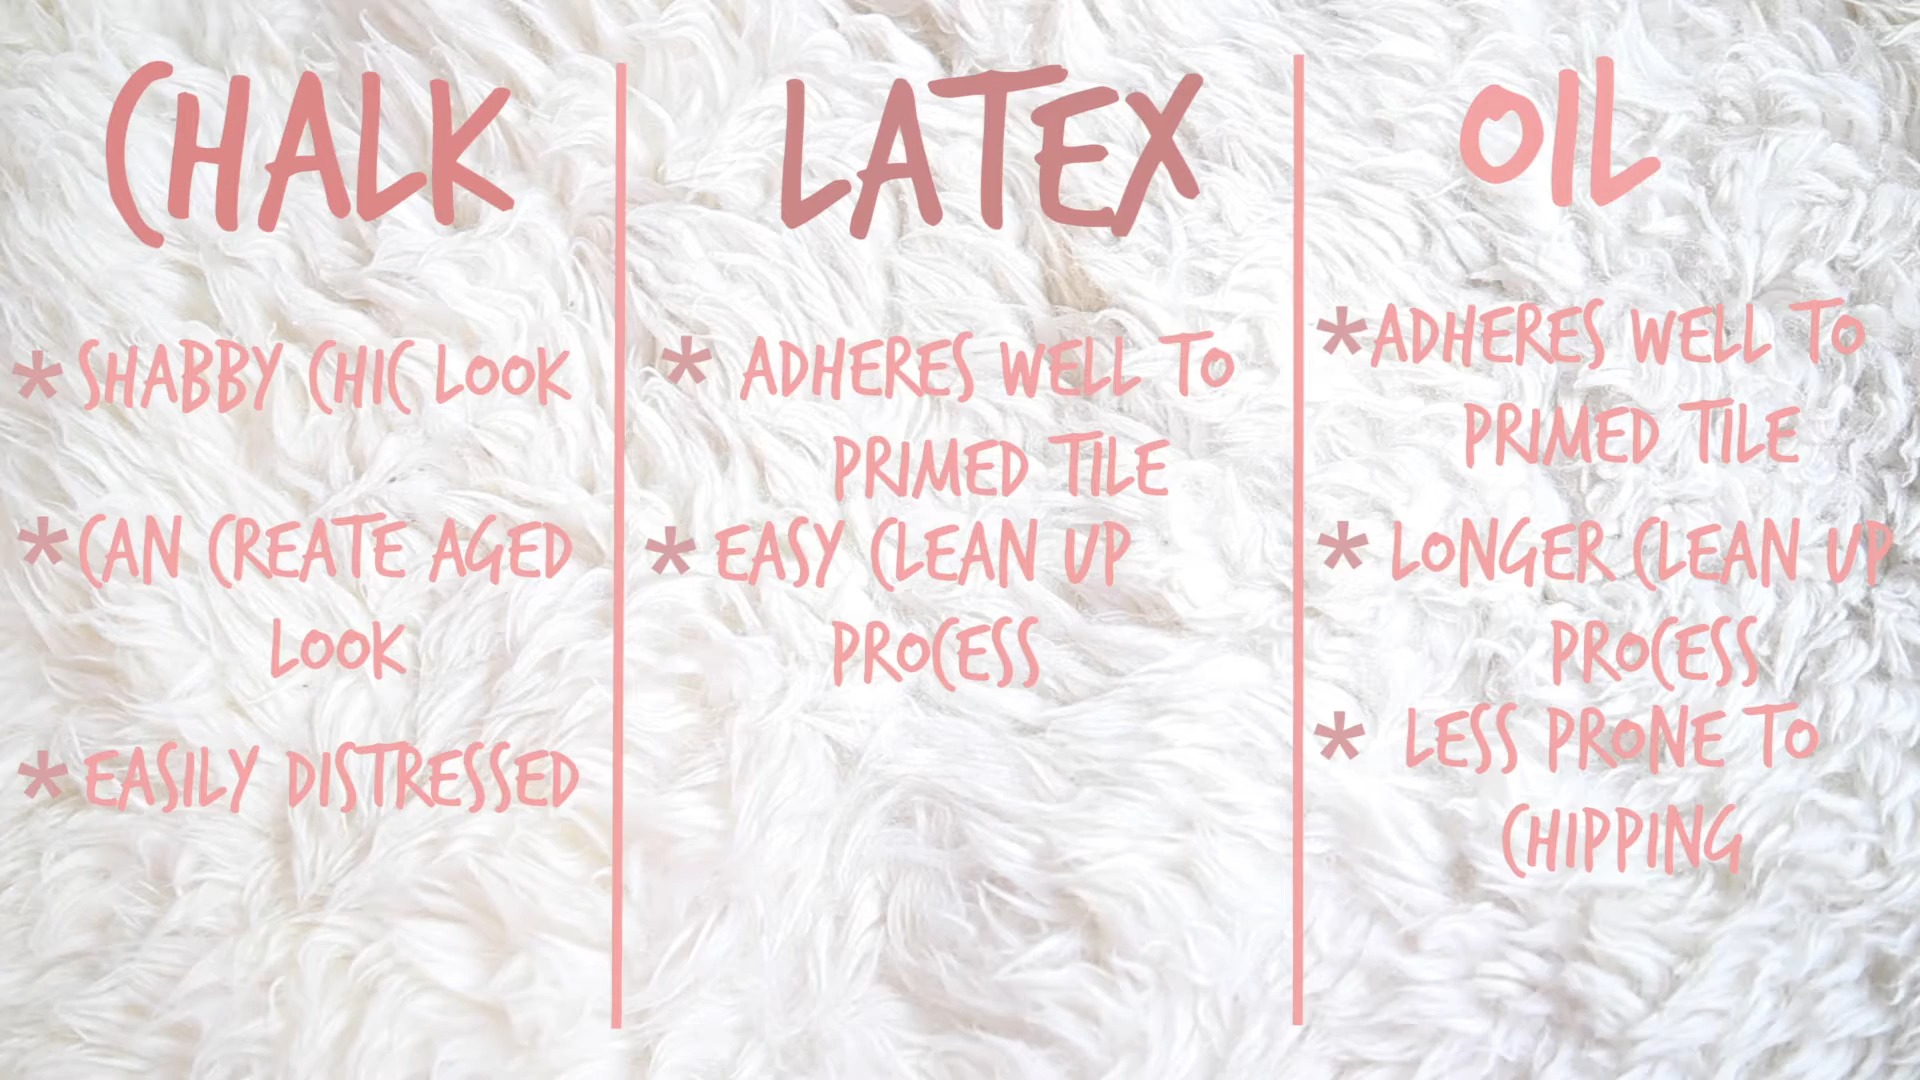 CHALK
* SHABBY CHIC LOOK
* CAN CREATE AGED
LOOK
* EASILY DISTRESSED
LATEX
* ADHERES WELL TO
PRIMED TILE
* EASY CLEAN UP
PROCESS
OIL
* ADHERES WELL TO
PRIMED TILE
* LONGER CLEAN UP
PROCESS
* LESS PRONE TO
CHIPPING